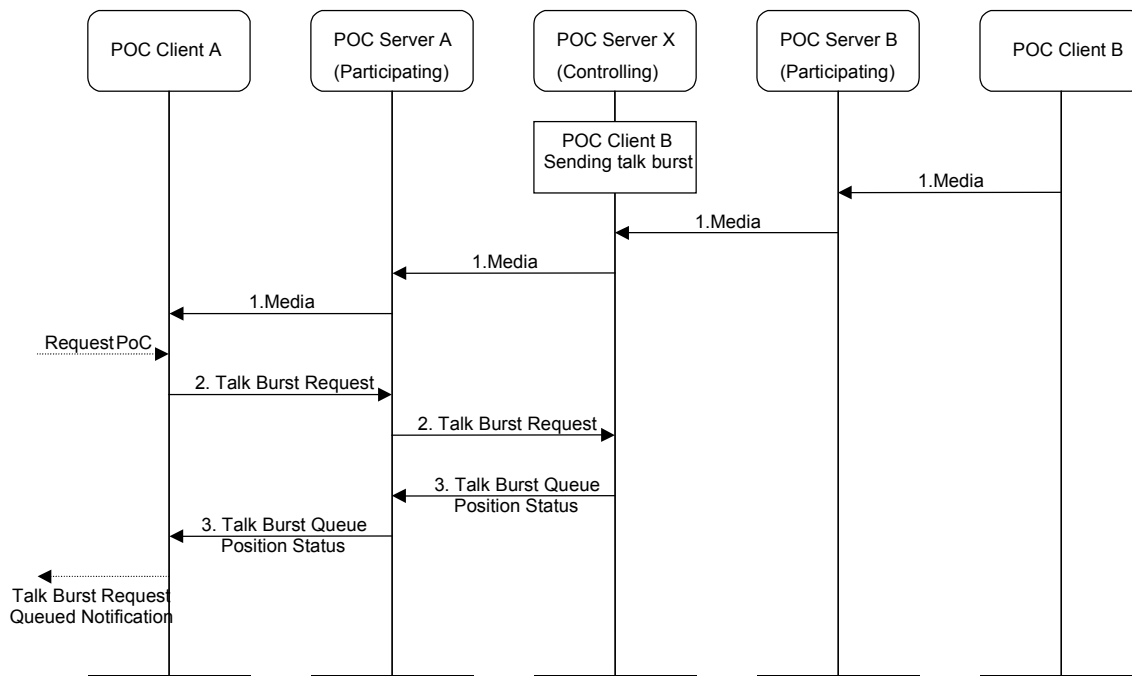 POC Client A
POC Server A
(Participating)
POC Server X
(Controlling)
POC Server B
(Participating)
POC Client B
POC Client B
Sending talk burst
1.Media
1.Media
1.Media
1.Media
Request PoC
2. Talk Burst Request
2. Talk Burst Request
3. Talk Burst Queue
Position Status
3. Talk Burst Queue
Position Status
Talk Burst Request
Queued Notification